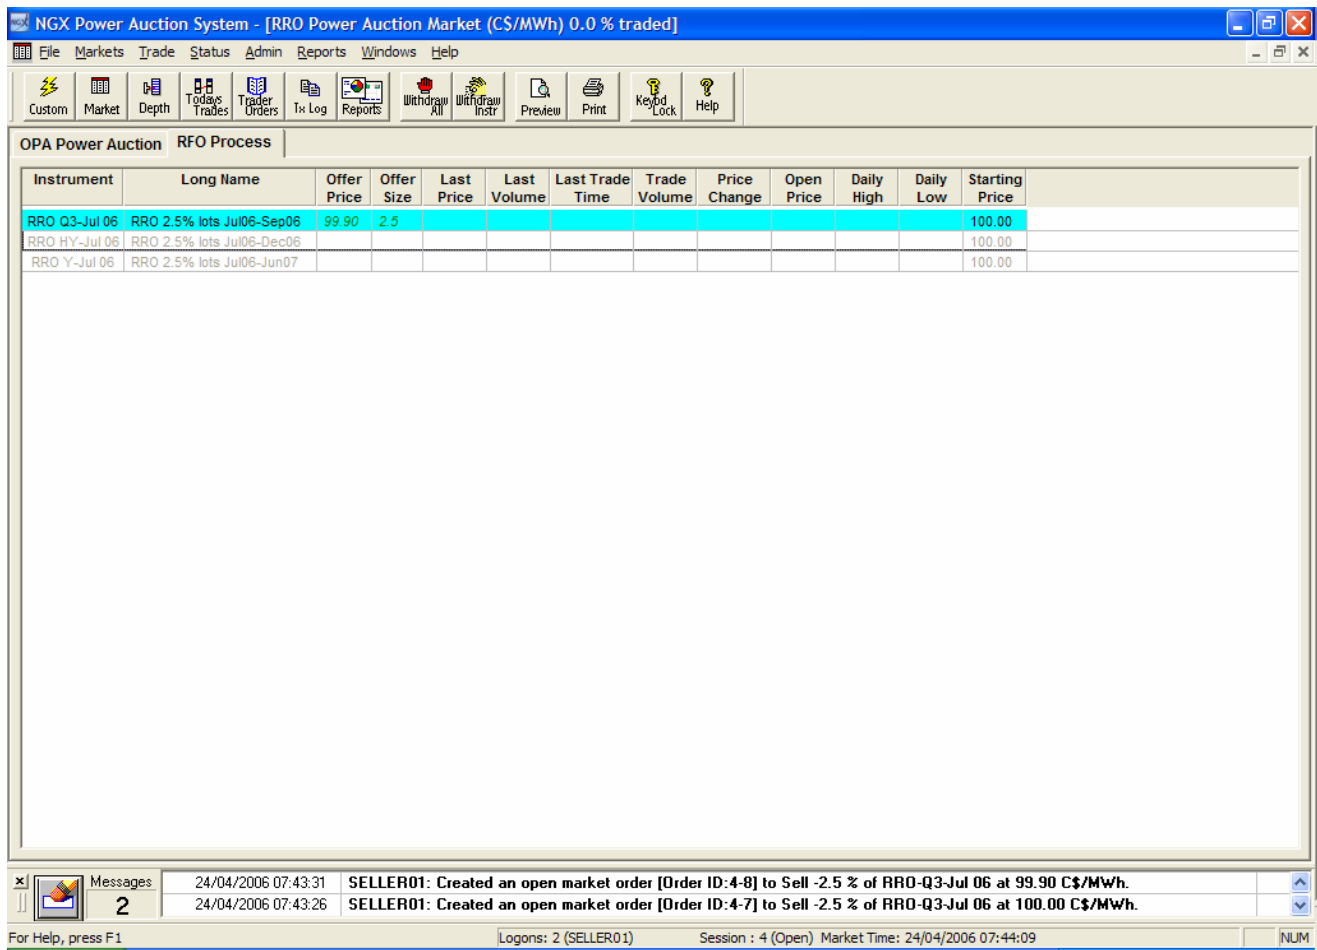 NGX Power Auction System - [RRO Power Auction Market (C$/MWh) 0.0 % traded]
File Markets Trade Status Admin Reports Windows Help
Custom Market Depth Todays Trades Trader Orders Tx Log Reports Withdraw All Withdraw Instr Preview Print Keybd Lock Help
OPA Power Auction RFO Process
Instrument Long Name Offer Price Offer Size Last Price Last Volume Last Trade Time Trade Volume Price Change Open Price Daily High Daily Low Starting Price
RRO Q3-Jul 06 RRO 2.5% lots Jul06-Sep06 99.90 2.5 100.00
RRO HY-Jul 06 RRO 2.5% lots Jul06-Dec06 100.00
RRO Y-Jul 06 RRO 2.5% lots Jul06-Jun07 100.00
Messages 24/04/2006 07:43:31 SELLER01: Created an open market order [Order ID:4-8] to Sell -2.5 % of RRO-Q3-Jul 06 at 99.90 C$/MWh.
2 24/04/2006 07:43:26 SELLER01: Created an open market order [Order ID:4-7] to Sell -2.5 % of RRO-Q3-Jul 06 at 100.00 C$/MWh.
For Help, press F1 Logons: 2 (SELLER01) Session : 4 (Open) Market Time: 24/04/2006 07:44:09 NUM